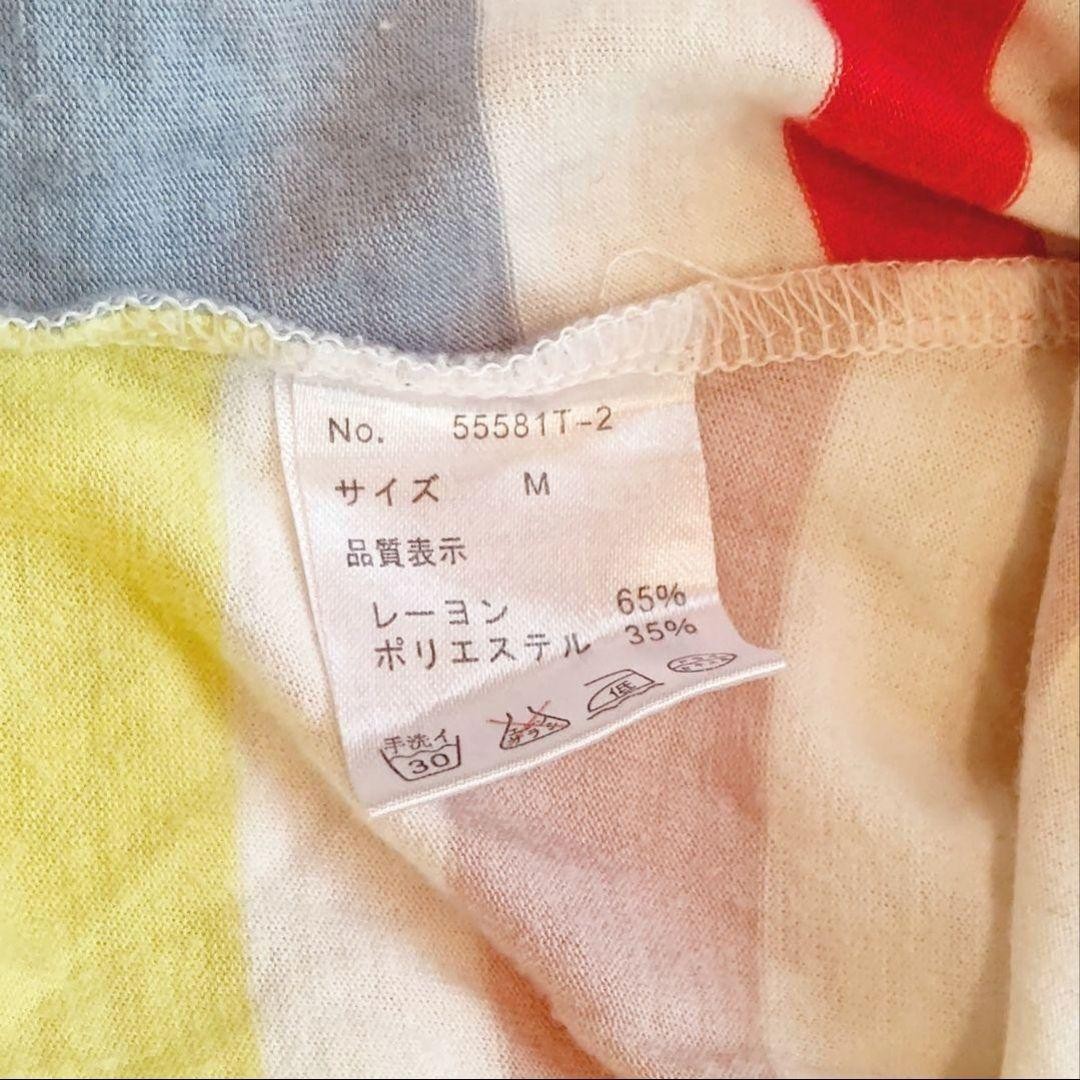 No. 55581T-2
サイズ M
品質表示
レーヨン 65%
ポリエステル 35%
手洗イ 30 低